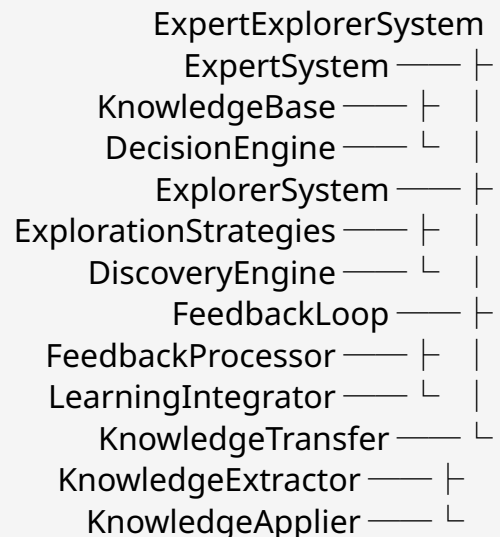 ExpertExplorerSystem
ExpertSystem ── ├
KnowledgeBase ── ├ │
DecisionEngine ── └ │
ExplorerSystem ── ├
ExplorationStrategies ── ├ │
DiscoveryEngine ── └ │
FeedbackLoop ── ├
FeedbackProcessor ── ├ │
LearningIntegrator ── └ │
KnowledgeTransfer ── └
KnowledgeExtractor ── ├
KnowledgeApplier ── └